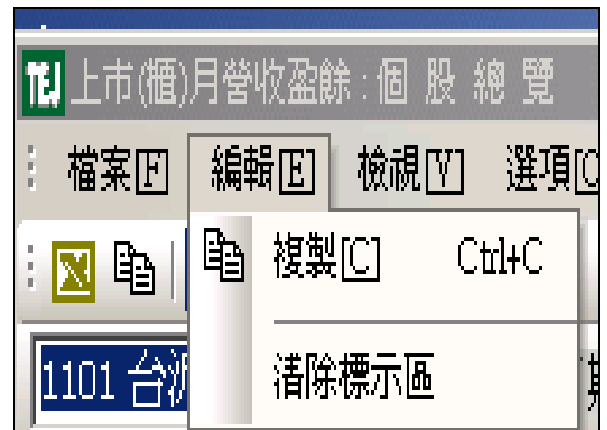 TEJ 上市(櫃)月營收盈餘:個 股 總 覽
檔案[F] 編輯[E] 檢視[V] 選項[
複製[C] Ctrl+C
1101 台
清除標示區